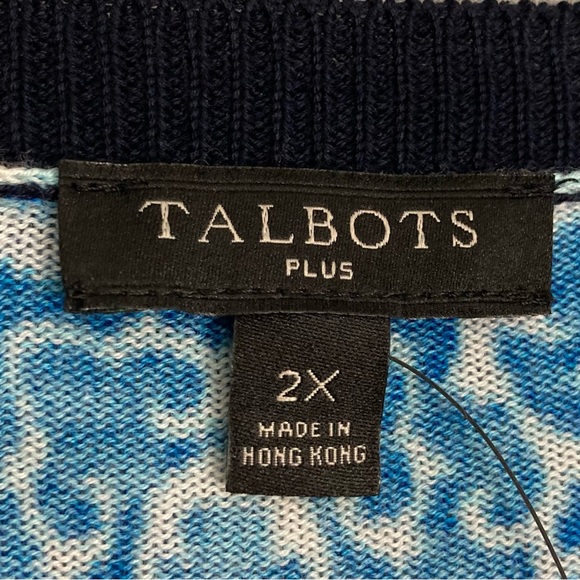 TALBOTS
PLUS
2X
MADE IN
HONG KONG